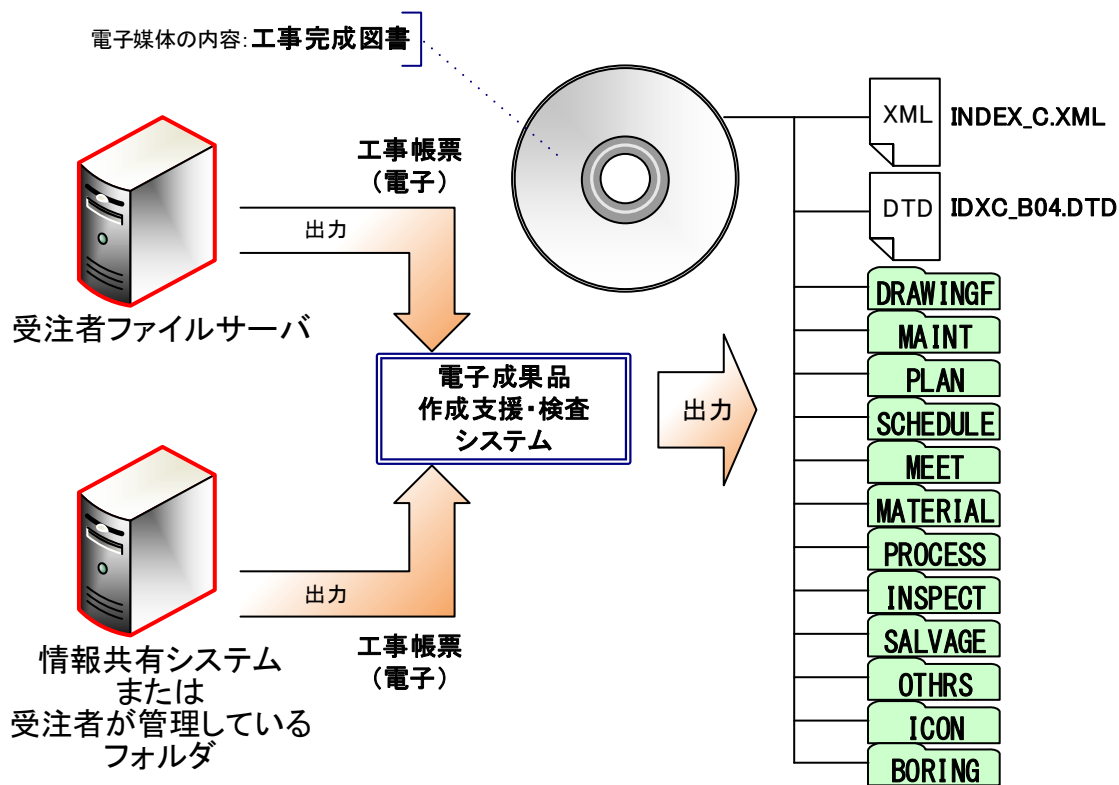 電子媒体の内容:工事完成図書
工事帳票
(電子)
出力
受注者ファイルサーバ
電子成果品
作成支援・検査
システム
出力
出力
工事帳票
(電子)
情報共有システム
または
受注者が管理している
フォルダ
XML
INDEX_C.XML
DTD
IDXC_B04.DTD
DRAWINGF
MAINT
PLAN
SCHEDULE
MEET
MATERIAL
PROCESS
INSPECT
SALVAGE
OTHRS
ICON
BORING